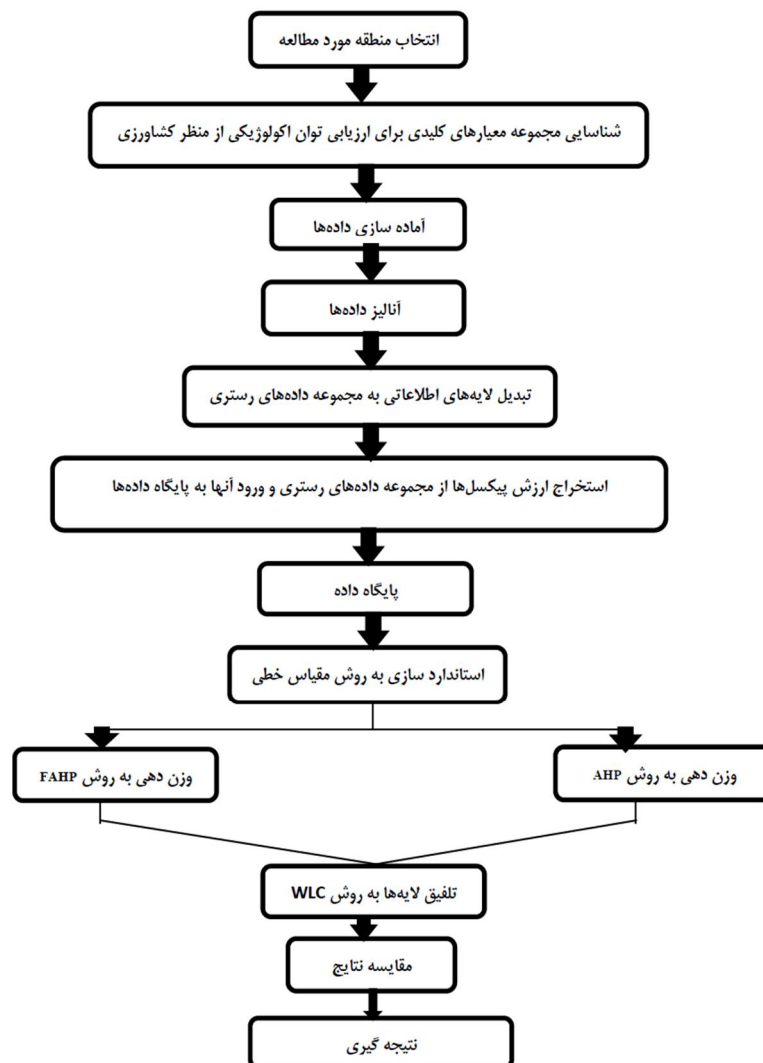 انتخاب منطقه مورد مطالعه
شناسایی مجموعه معیارهای کلیدی برای ارزیابی توان اکولوژیکی از منظر کشاورزی
آماده سازی داده‌ها
آنالیز داده‌ها
تبدیل لایه‌های اطلاعاتی به مجموعه داده‌های رستری
استخراج ارزش پیکسل‌ها از مجموعه داده‌های رستری و ورود آنها به پایگاه داده‌ها
پایگاه داده
استاندارد سازی به روش مقیاس خطی
وزن دهی به روش AHP
وزن دهی به روش FAHP
تلفیق لایه‌ها به روش WLC
مقایسه نتایج
نتیجه گیری